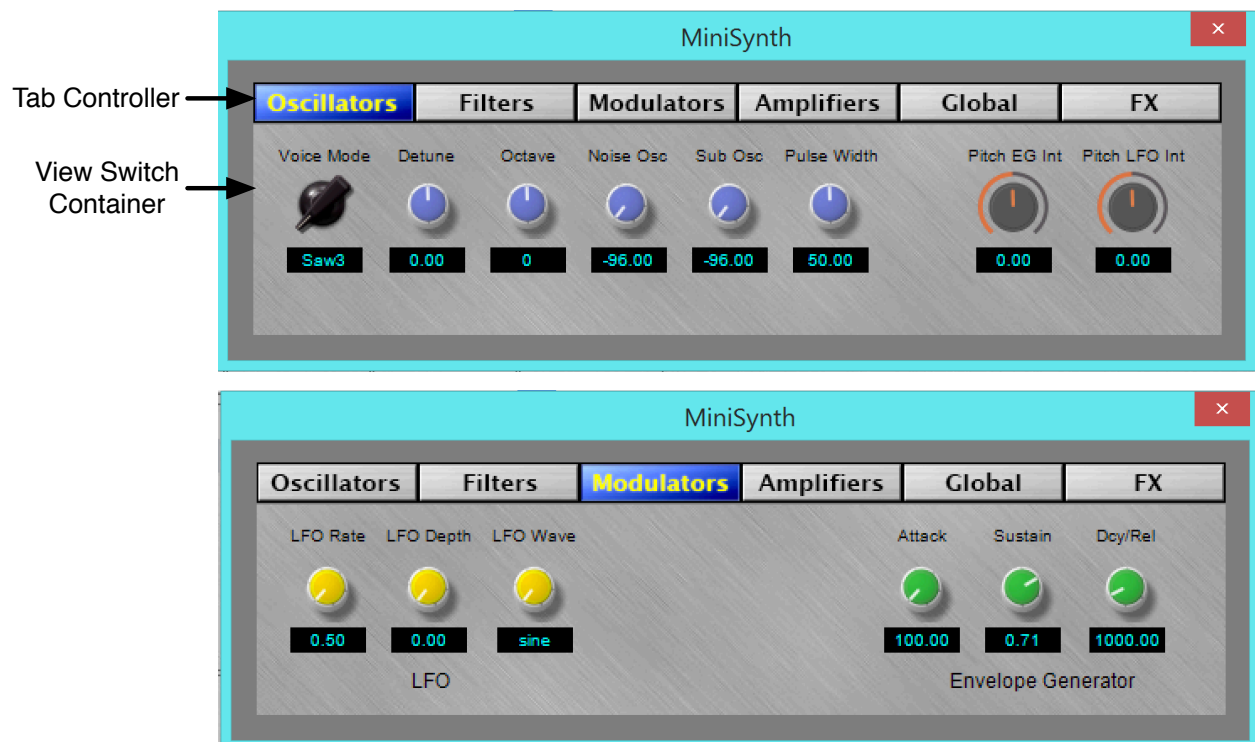 MiniSynth
×
Tab Controller
Oscillators Filters Modulators Amplifiers Global FX
View Switch
Container
Voice Mode Detune Octave Noise Osc Sub Osc Pulse Width Pitch EG Int Pitch LFO Int
Saw3 0.00 0 -96.00 -96.00 50.00 0.00 0.00
MiniSynth
×
Oscillators Filters Modulators Amplifiers Global FX
LFO Rate LFO Depth LFO Wave Attack Sustain Dcy/Rel
0.50 0.00 sine 100.00 0.71 1000.00
LFO Envelope Generator